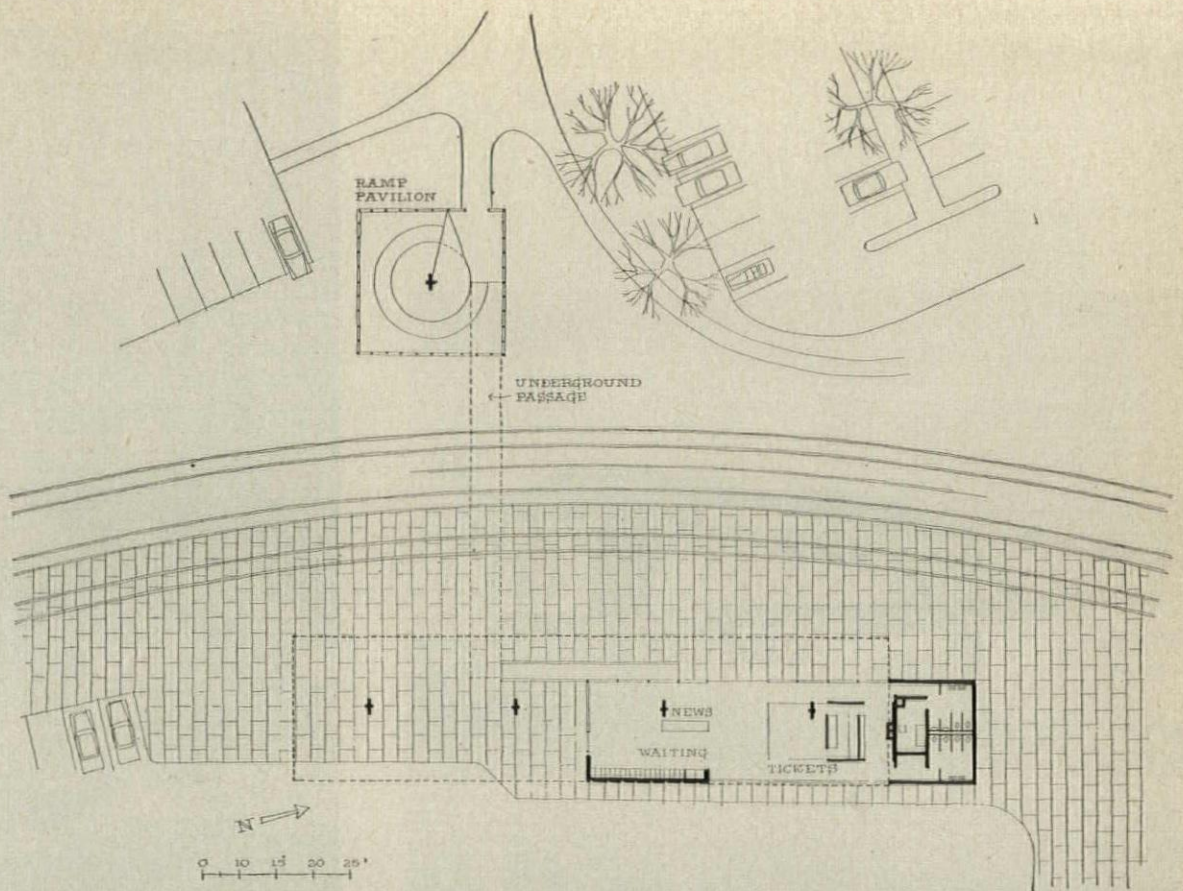 RAMP
PAVILION
UNDERGROUND
PASSAGE
NEWS
WAITING
TICKETS
N
0 10 15 20 25'